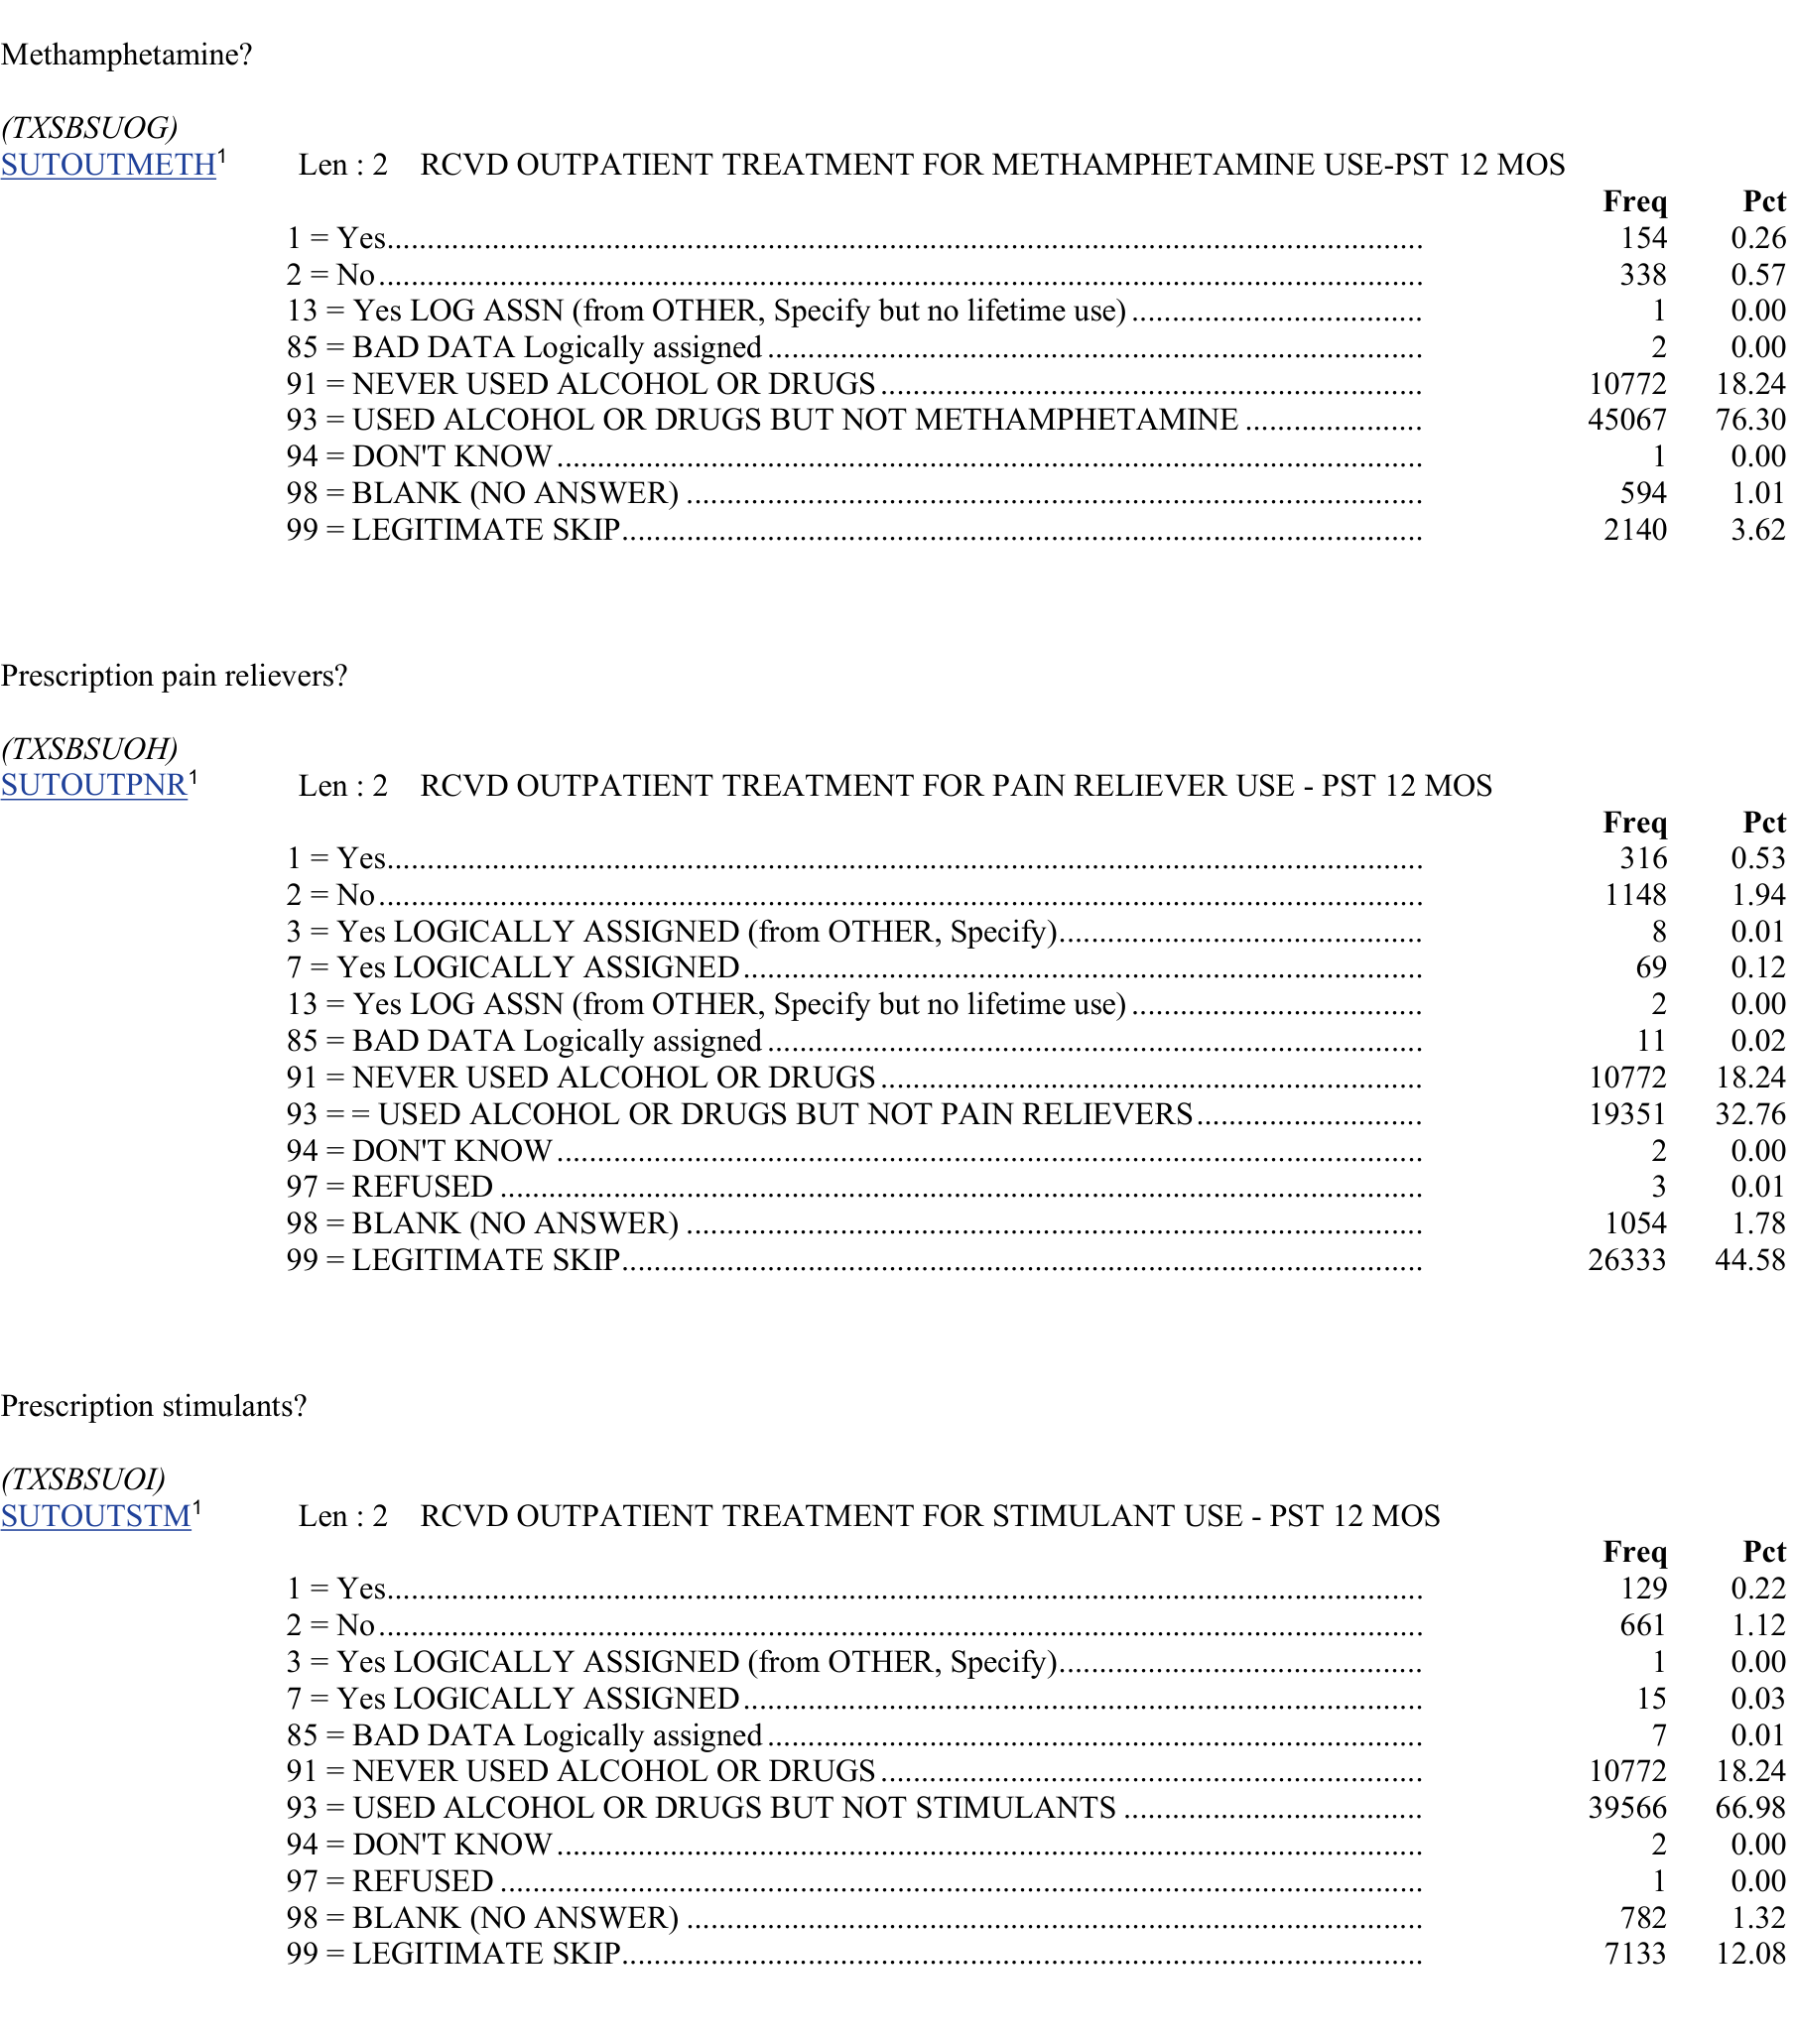 Methamphetamine?
(TXSBSUOG)
SUTOUTMETH1 Len : 2 RCVD OUTPATIENT TREATMENT FOR METHAMPHETAMINE USE-PST 12 MOS
Freq Pct
1 = Yes 154 0.26
2 = No 338 0.57
13 = Yes LOG ASSN (from OTHER, Specify but no lifetime use) 1 0.00
85 = BAD DATA Logically assigned 2 0.00
91 = NEVER USED ALCOHOL OR DRUGS 10772 18.24
93 = USED ALCOHOL OR DRUGS BUT NOT METHAMPHETAMINE 45067 76.30
94 = DON'T KNOW 1 0.00
98 = BLANK (NO ANSWER) 594 1.01
99 = LEGITIMATE SKIP 2140 3.62
Prescription pain relievers?
(TXSBSUOH)
SUTOUTPNR1 Len : 2 RCVD OUTPATIENT TREATMENT FOR PAIN RELIEVER USE - PST 12 MOS
Freq Pct
1 = Yes 316 0.53
2 = No 1148 1.94
3 = Yes LOGICALLY ASSIGNED (from OTHER, Specify) 8 0.01
7 = Yes LOGICALLY ASSIGNED 69 0.12
13 = Yes LOG ASSN (from OTHER, Specify but no lifetime use) 2 0.00
85 = BAD DATA Logically assigned 11 0.02
91 = NEVER USED ALCOHOL OR DRUGS 10772 18.24
93 = = USED ALCOHOL OR DRUGS BUT NOT PAIN RELIEVERS 19351 32.76
94 = DON'T KNOW 2 0.00
97 = REFUSED 3 0.01
98 = BLANK (NO ANSWER) 1054 1.78
99 = LEGITIMATE SKIP 26333 44.58
Prescription stimulants?
(TXSBSUOI)
SUTOUTSTM1 Len : 2 RCVD OUTPATIENT TREATMENT FOR STIMULANT USE - PST 12 MOS
Freq Pct
1 = Yes 129 0.22
2 = No 661 1.12
3 = Yes LOGICALLY ASSIGNED (from OTHER, Specify) 1 0.00
7 = Yes LOGICALLY ASSIGNED 15 0.03
85 = BAD DATA Logically assigned 7 0.01
91 = NEVER USED ALCOHOL OR DRUGS 10772 18.24
93 = USED ALCOHOL OR DRUGS BUT NOT STIMULANTS 39566 66.98
94 = DON'T KNOW 2 0.00
97 = REFUSED 1 0.00
98 = BLANK (NO ANSWER) 782 1.32
99 = LEGITIMATE SKIP 7133 12.08